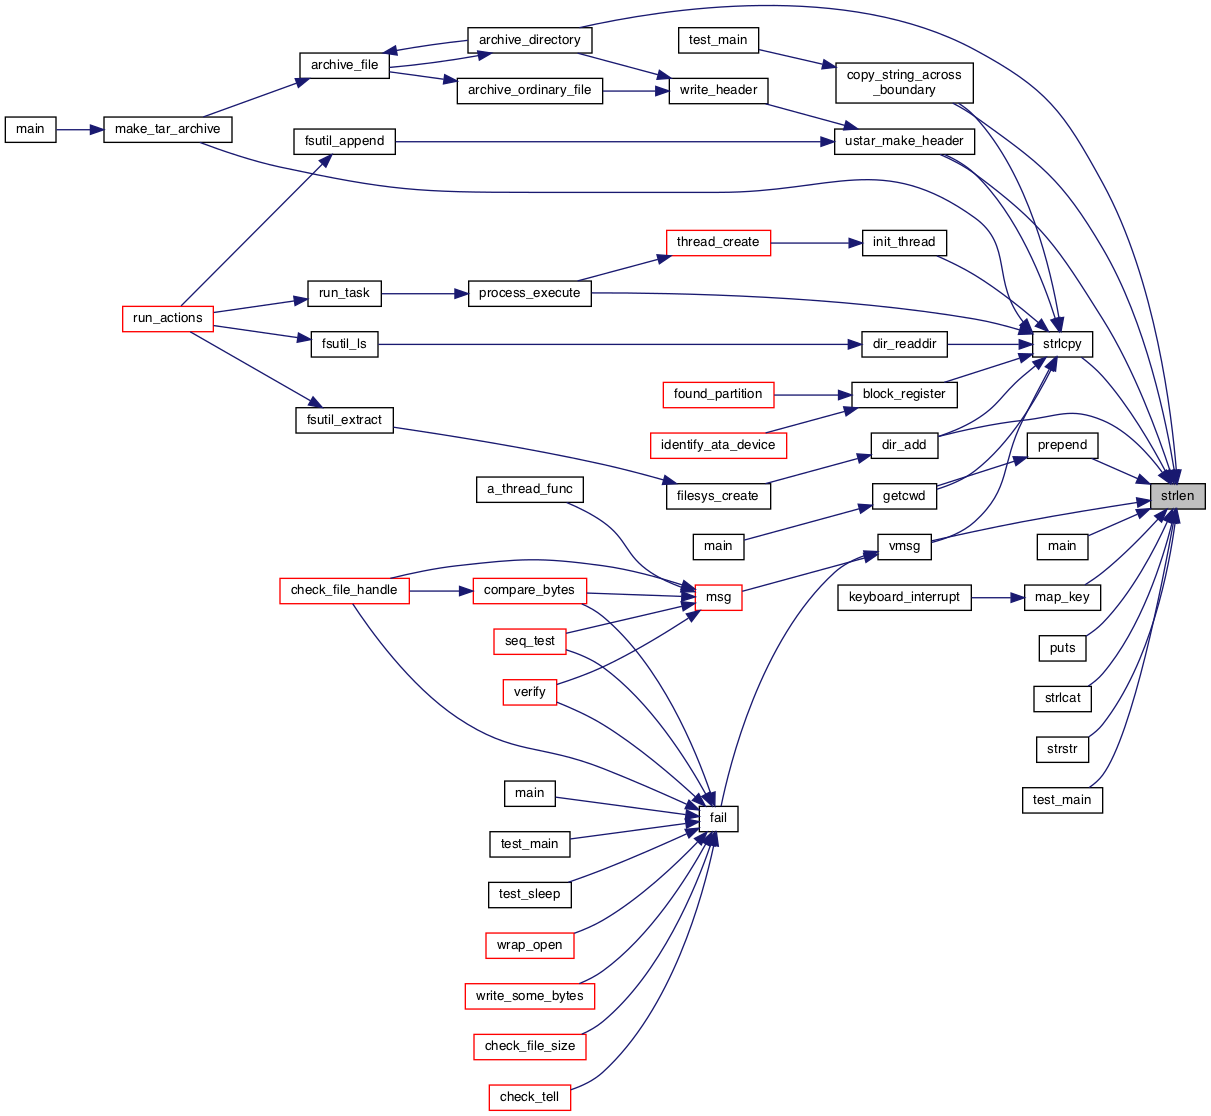 archive_directory
test_main
archive_file
copy_string_across
_boundary
archive_ordinary_file
write_header
main
make_tar_archive
fsutil_append
ustar_make_header
thread_create
init_thread
run_task
process_execute
run_actions
fsutil_ls
dir_readdir
strlcpy
found_partition
block_register
fsutil_extract
identify_ata_device
dir_add
prepend
a_thread_func
filesys_create
getcwd
strlen
main
vmsg
main
check_file_handle
compare_bytes
msg
keyboard_interrupt
map_key
seq_test
puts
verify
strlcat
strstr
main
test_main
fail
test_main
test_sleep
wrap_open
write_some_bytes
check_file_size
check_tell